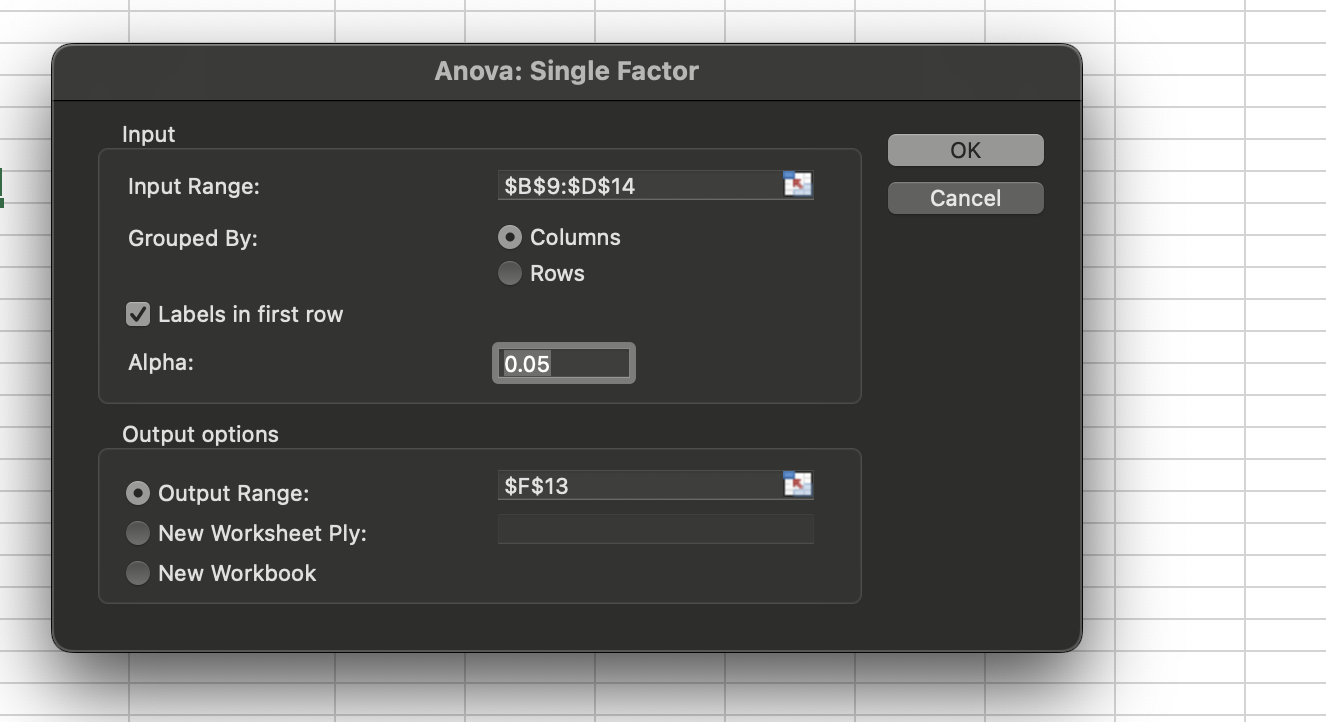 Anova: Single Factor
Input
OK
Input Range:
$B$9:$D$14
Cancel
Grouped By:
Columns
Rows
Labels in first row
Alpha:
0.05
Output options
Output Range:
$F$13
New Worksheet Ply:
New Workbook